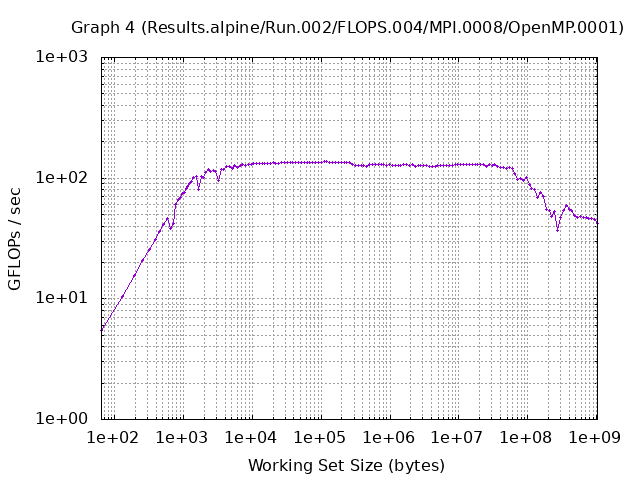 Graph 4 (Results.alpine/Run.002/FLOPS.004/MPI.0008/OpenMP.0001)
1e+03
1e+02
1e+01
1e+00
GFLOPs / sec
1e+02 1e+03 1e+04 1e+05 1e+06 1e+07 1e+08 1e+09
Working Set Size (bytes)